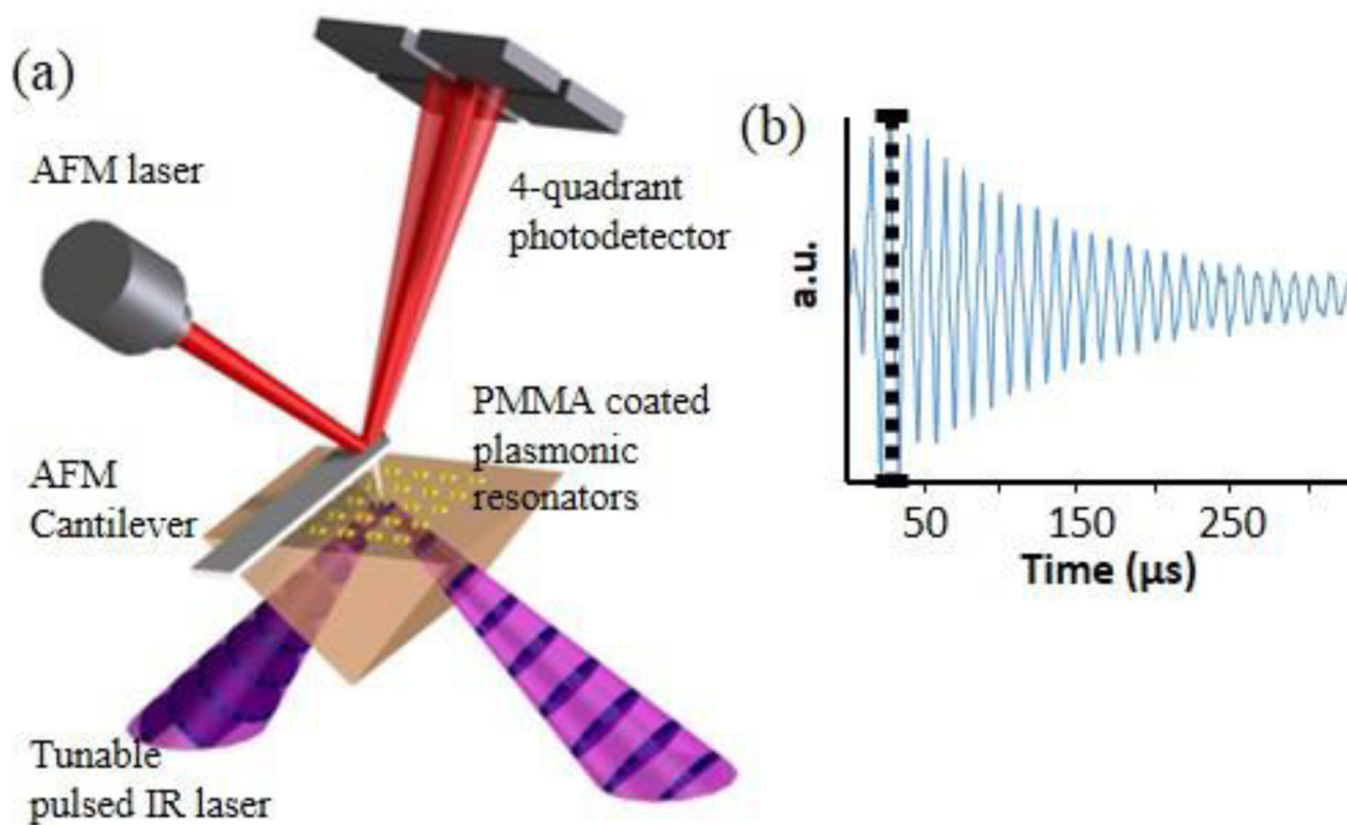 (a)
AFM laser
4-quadrant
photodetector
PMMA coated
plasmonic
resonators
AFM
Cantilever
Tunable
pulsed IR laser
(b)
a.u.
50 150 250
Time (µs)